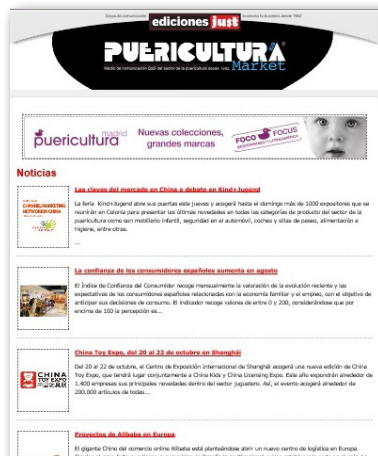 ediciones just
PUERICULTURA
Market
Medio de comunicación B2B del sector de la puericultura desde 1982
puericultura madrid
Nuevas colecciones,
grandes marcas
FOCO FOCUS
Noticias
Las claves del mercado en China a debate en Kind+Jugend
La feria Kind+Jugend abre sus puertas este jueves y acogerá hasta el domingo más de 1000 expositores que se
reunirán en Colonia para presentar las últimas novedades en todas las categorías de producto del sector de la
puericultura como son mobiliario infantil, seguridad en el automóvil, coches y sillas de paseo, alimentación e
higiene, entre otras.
...
La confianza de los consumidores españoles aumenta en agosto
El Índice de Confianza del Consumidor recoge mensualmente la valoración de la evolución reciente y las
expectativas de los consumidores españoles relacionadas con la economía familiar y el empleo, con el objetivo de
anticipar sus decisiones de consumo. El indicador recoge valores de entre 0 y 200, considerándose que por
encima de 100 la percepción es...
China Toy Expo, del 20 al 22 de octubre en Shanghái
CHINA
TOY EXPO
Del 20 al 22 de octubre, el Centro de Exposición Internacional de Shanghái acogerá una nueva edición de China
Toy Expo, que tendrá lugar conjuntamente a China Kids y China Licensing Expo. Este año expondrán alrededor de
1.400 empresas sus principales novedades dentro del sector juguetero. Así, el evento acogerá alrededor de
200.000 artículos de todas...
Proyectos de Alibaba en Europa
El gigante Chino del comercio online Alibaba está planteándose abrir un nuevo centro de logística en Europa.